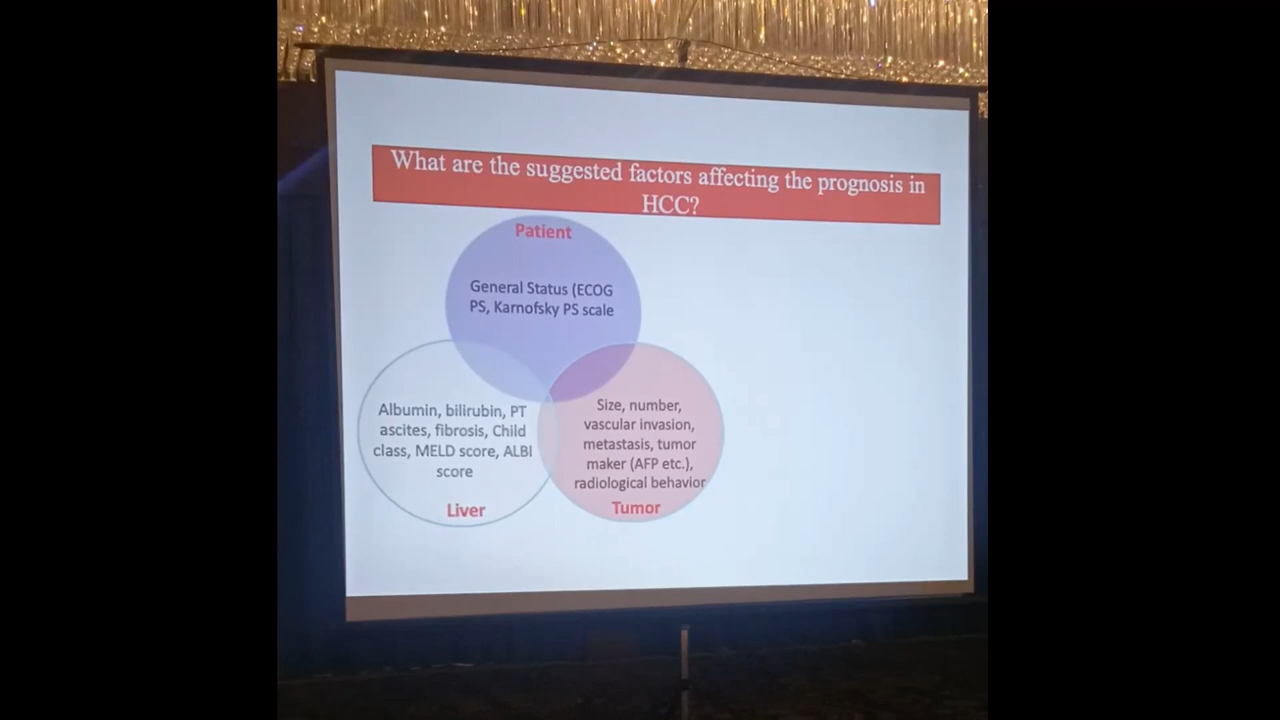 What are the suggested factors affecting the prognosis in
HCC?
Patient
General Status (ECOG
PS, Karnofsky PS scale
Albumin, bilirubin, PT
ascites, fibrosis, Child
class, MELD score, ALBI
score
Liver
Size, number,
vascular invasion,
metastasis, tumor
maker (AFP etc.),
radiological behavior
Tumor